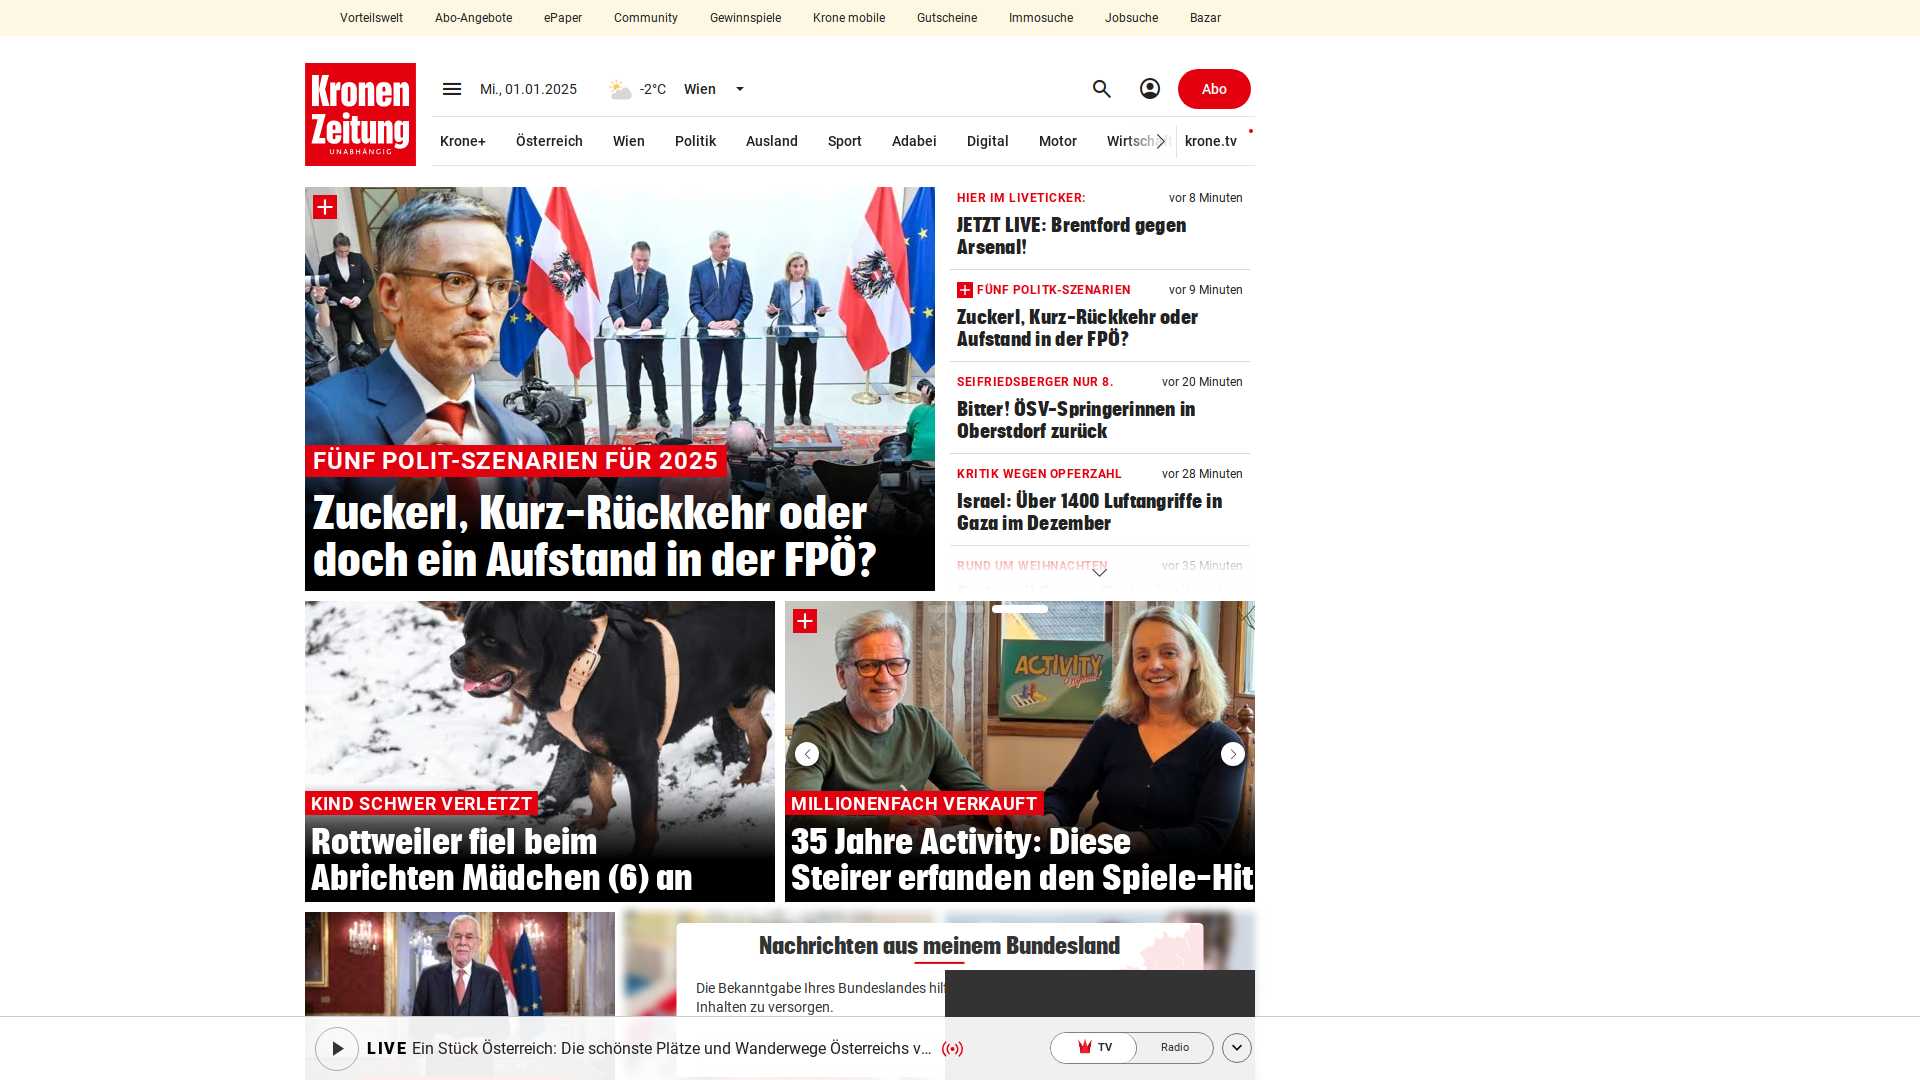 Vorteilswelt Abo-Angebote ePaper Community Gewinnspiele Krone mobile Gutscheine Immosuche Jobsuche Bazar
Kronen
Zeitung
UNABHÄNGIG
Mi., 01.01.2025 -2°C Wien Abo
Krone+ Österreich Wien Politik Ausland Sport Adabei Digital Motor Wirtschaft krone.tv
FÜNF POLIT-SZENARIEN FÜR 2025
Zuckerl, Kurz-Rückkehr oder
doch ein Aufstand in der FPÖ?
HIER IM LIVETICKER: vor 8 Minuten
JETZT LIVE: Brentford gegen
Arsenal!
FÜNF POLITK-SZENARIEN vor 9 Minuten
Zuckerl, Kurz-Rückkehr oder
Aufstand in der FPÖ?
SEIFRIEDSBERGER NUR 8. vor 20 Minuten
Bitter! ÖSV-Springerinnen in
Oberstdorf zurück
KRITIK WEGEN OPFERZAHL vor 28 Minuten
Israel: Über 1400 Luftangriffe in
Gaza im Dezember
RUND UM WEIHNACHTEN vor 35 Minuten
KIND SCHWER VERLETZT
Rottweiler fiel beim
Abrichten Mädchen (6) an
ACTIVITY
Original
MILLIONENFACH VERKAUFT
35 Jahre Activity: Diese
Steirer erfanden den Spiele-Hit
Nachrichten aus meinem Bundesland
Die Bekanntgabe Ihres Bundeslandes hilf
Inhalten zu versorgen.
LIVE Ein Stück Österreich: Die schönste Plätze und Wanderwege Österreichs v... TV Radio